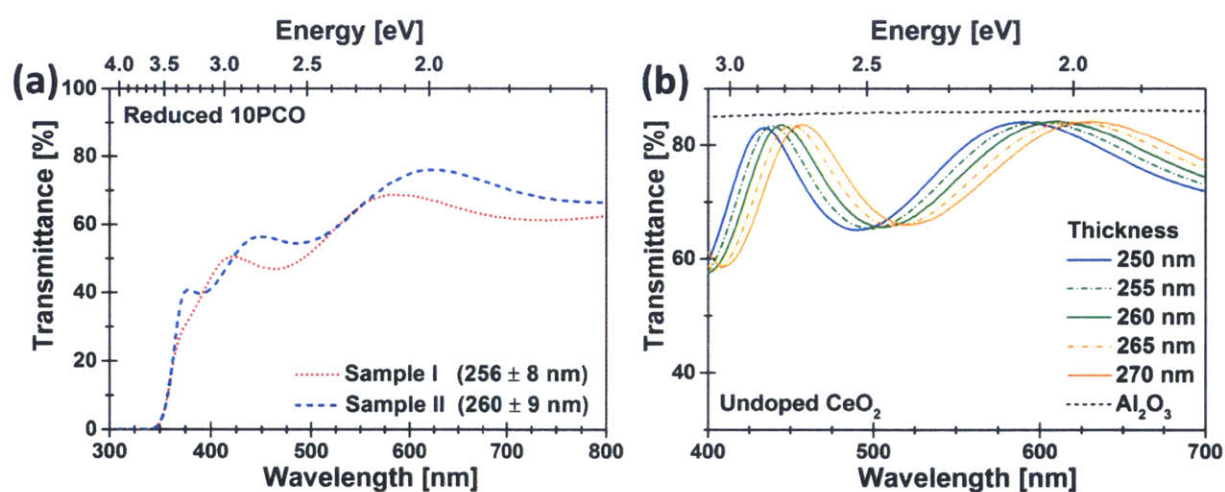 Energy [eV]
4.0 3.5 3.0 2.5 2.0
(a)
Reduced 10PCO
100
80
60
40
20
0
Transmittance [%]
Sample I (256 ± 8 nm)
Sample II (260 ± 9 nm)
300 400 500 600 700 800
Wavelength [nm]
Energy [eV]
3.0 2.5 2.0
(b)
80
60
40
Transmittance [%]
Thickness
250 nm
255 nm
260 nm
265 nm
270 nm
Al₂O₃
Undoped CeO₂
400 500 600 700
Wavelength [nm]